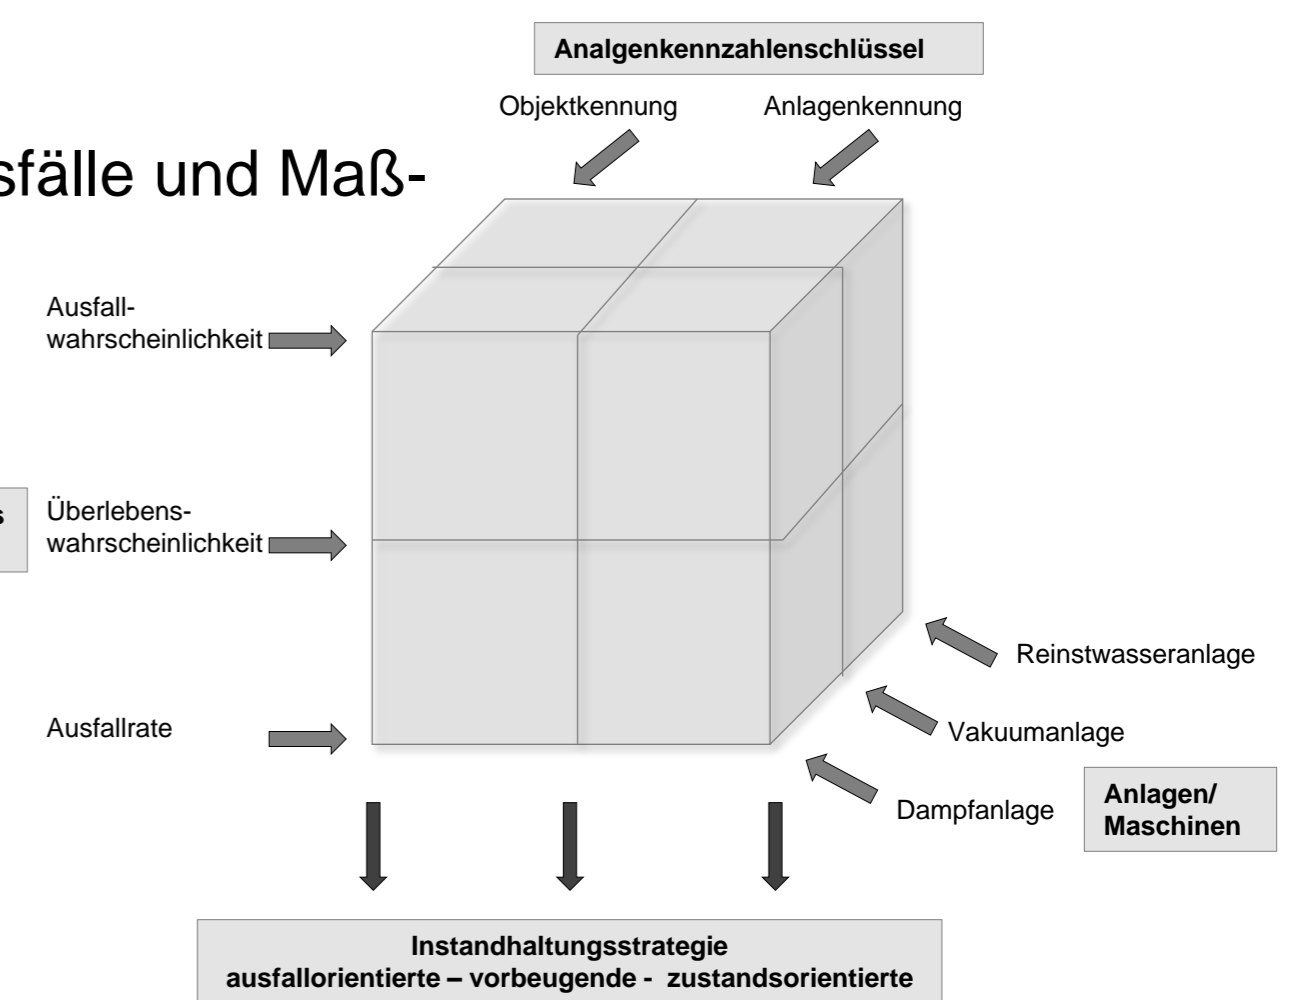 Analgenkennzahlenschlüssel
Objektkennung Anlagenkennung
sfälle und Maß-
Ausfall-
wahrscheinlichkeit
Überlebens-
wahrscheinlichkeit
s
Ausfallrate
Reinstwasseranlage
Vakuumanlage
Dampfanlage
Anlagen/
Maschinen
Instandhaltungsstrategie
ausfallorientierte – vorbeugende - zustandsorientierte